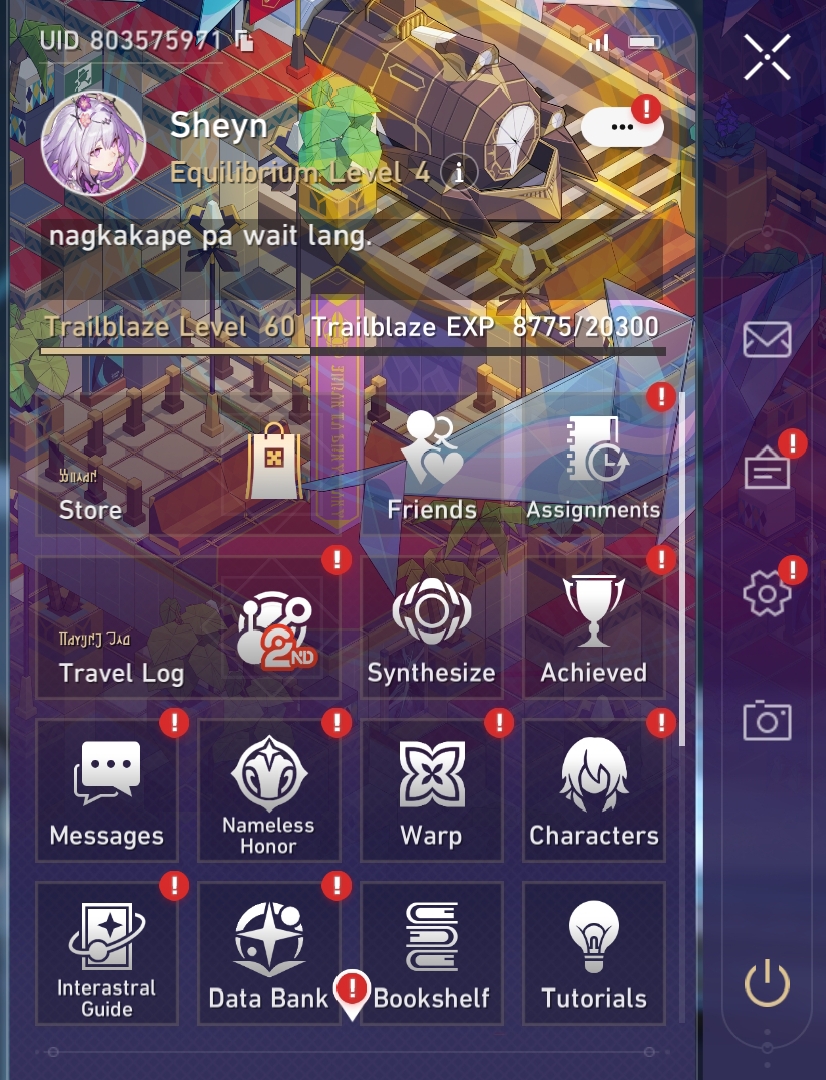 UID 803575971
Sheyn
Equilibrium Level 4
nagkakape pa wait lang.
Trailblaze Level 60 Trailblaze EXP 8775/20300
Store
Friends
Assignments
Travel Log
2ND
Synthesize
Achieved
Messages
Nameless
Honor
Warp
Characters
Interastral
Guide
Data Bank
Bookshelf
Tutorials